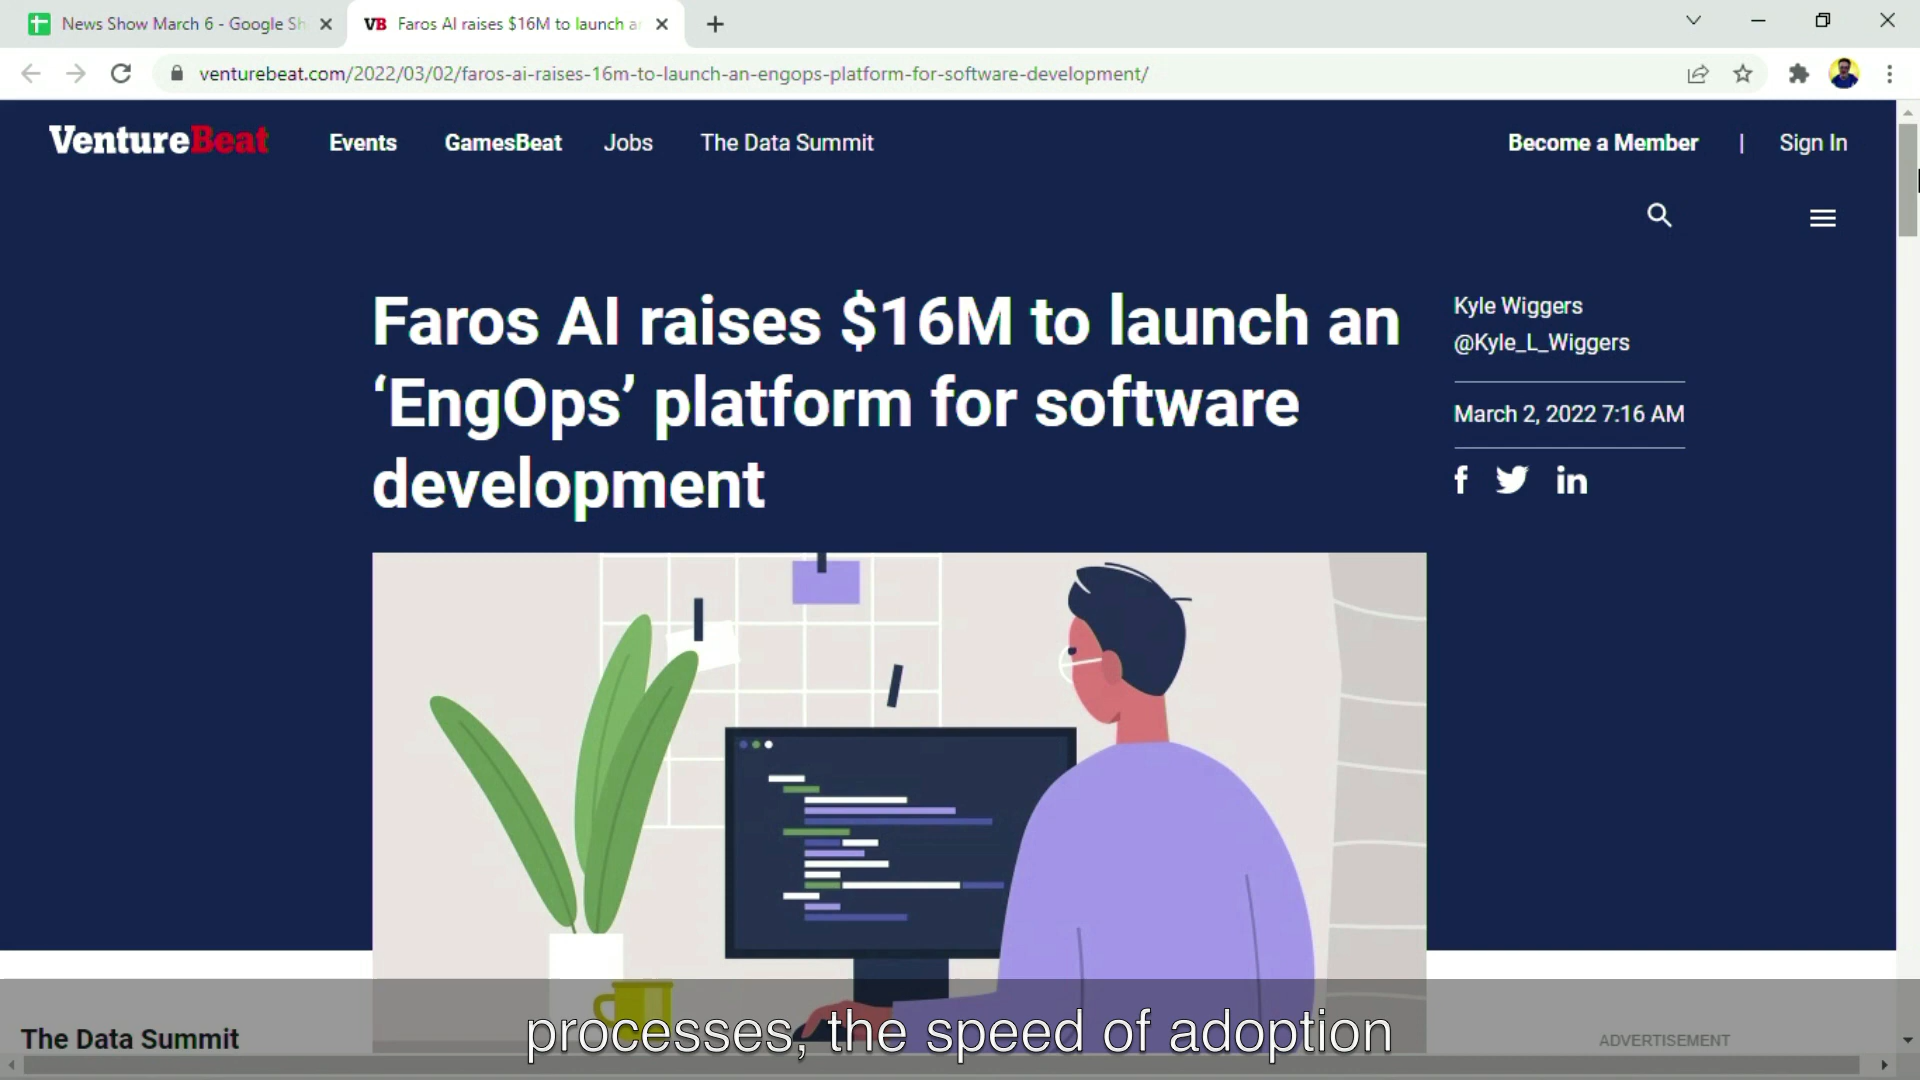 News Show March 6 - Google Sh
VB Faros AI raises $16M to launch a
venturebeat.com/2022/03/02/faros-ai-raises-16m-to-launch-an-engops-platform-for-software-development/
VentureBeat Events GamesBeat Jobs The Data Summit Become a Member | Sign In
Faros AI raises $16M to launch an
‘EngOps’ platform for software
development
Kyle Wiggers
@Kyle_L_Wiggers
March 2, 2022 7:16 AM
The Data Summit
processes, the speed of adoption
ADVERTISEMENT